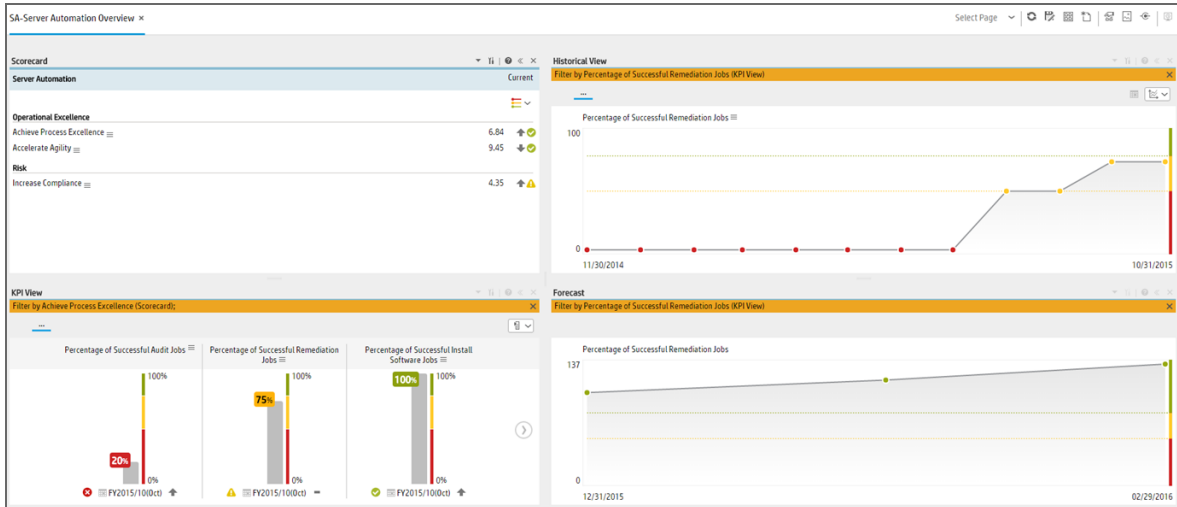 SA-Server Automation Overview ×
Select Page
Scorecard
Server Automation Current
Operational Excellence
Achieve Process Excellence 6.84
Accelerate Agility 9.45
Risk
Increase Compliance 4.35
Historical View
Filter by Percentage of Successful Remediation Jobs (KPI View)
...
Percentage of Successful Remediation Jobs
100
0
11/30/2014 10/31/2015
KPI View
Filter by Achieve Process Excellence (Scorecard);
...
Percentage of Successful Audit Jobs
100%
20%
0%
FY2015/10(Oct)
Percentage of Successful Remediation
Jobs
100%
75%
0%
FY2015/10(Oct)
Percentage of Successful Install
Software Jobs
100%
100%
0%
FY2015/10(Oct)
Forecast
Filter by Percentage of Successful Remediation Jobs (KPI View)
Percentage of Successful Remediation Jobs
137
0
12/31/2015 02/29/2016